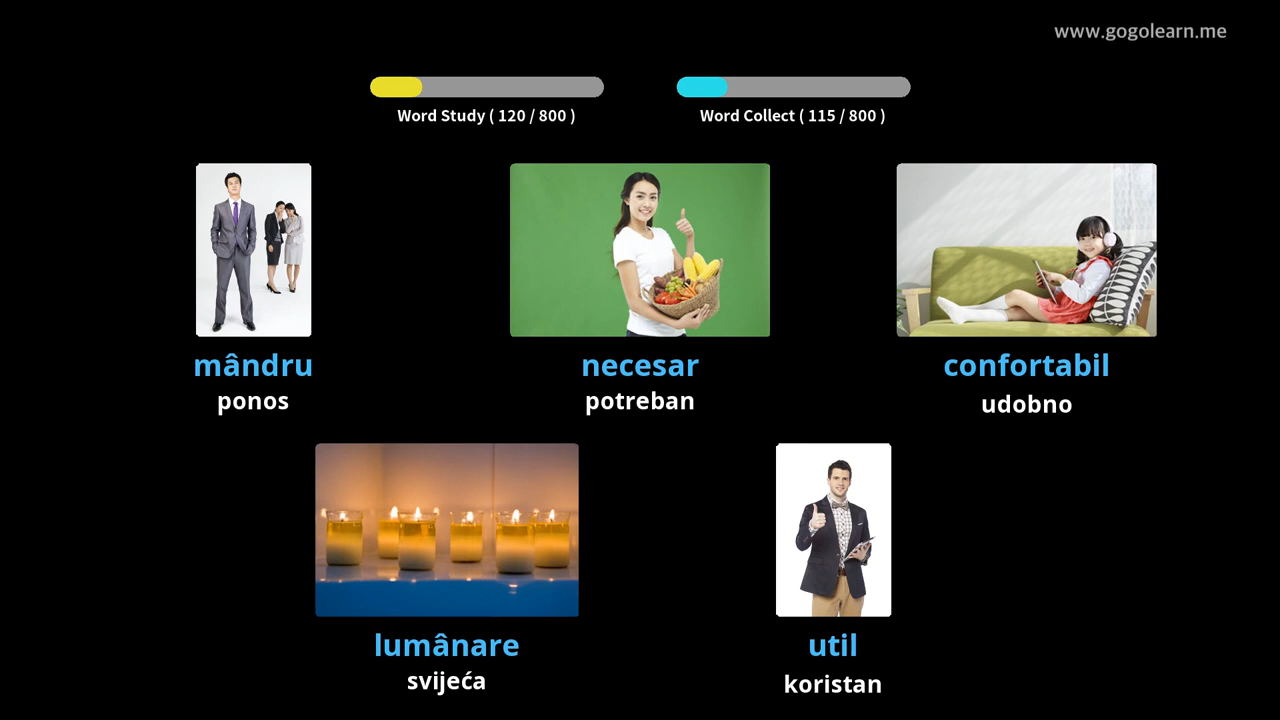 www.gogolearn.me
Word Study ( 120 / 800 )
Word Collect ( 115 / 800 )
mândru
ponos
necesar
potreban
confortabil
udobno
lumânare
svijeća
util
koristan